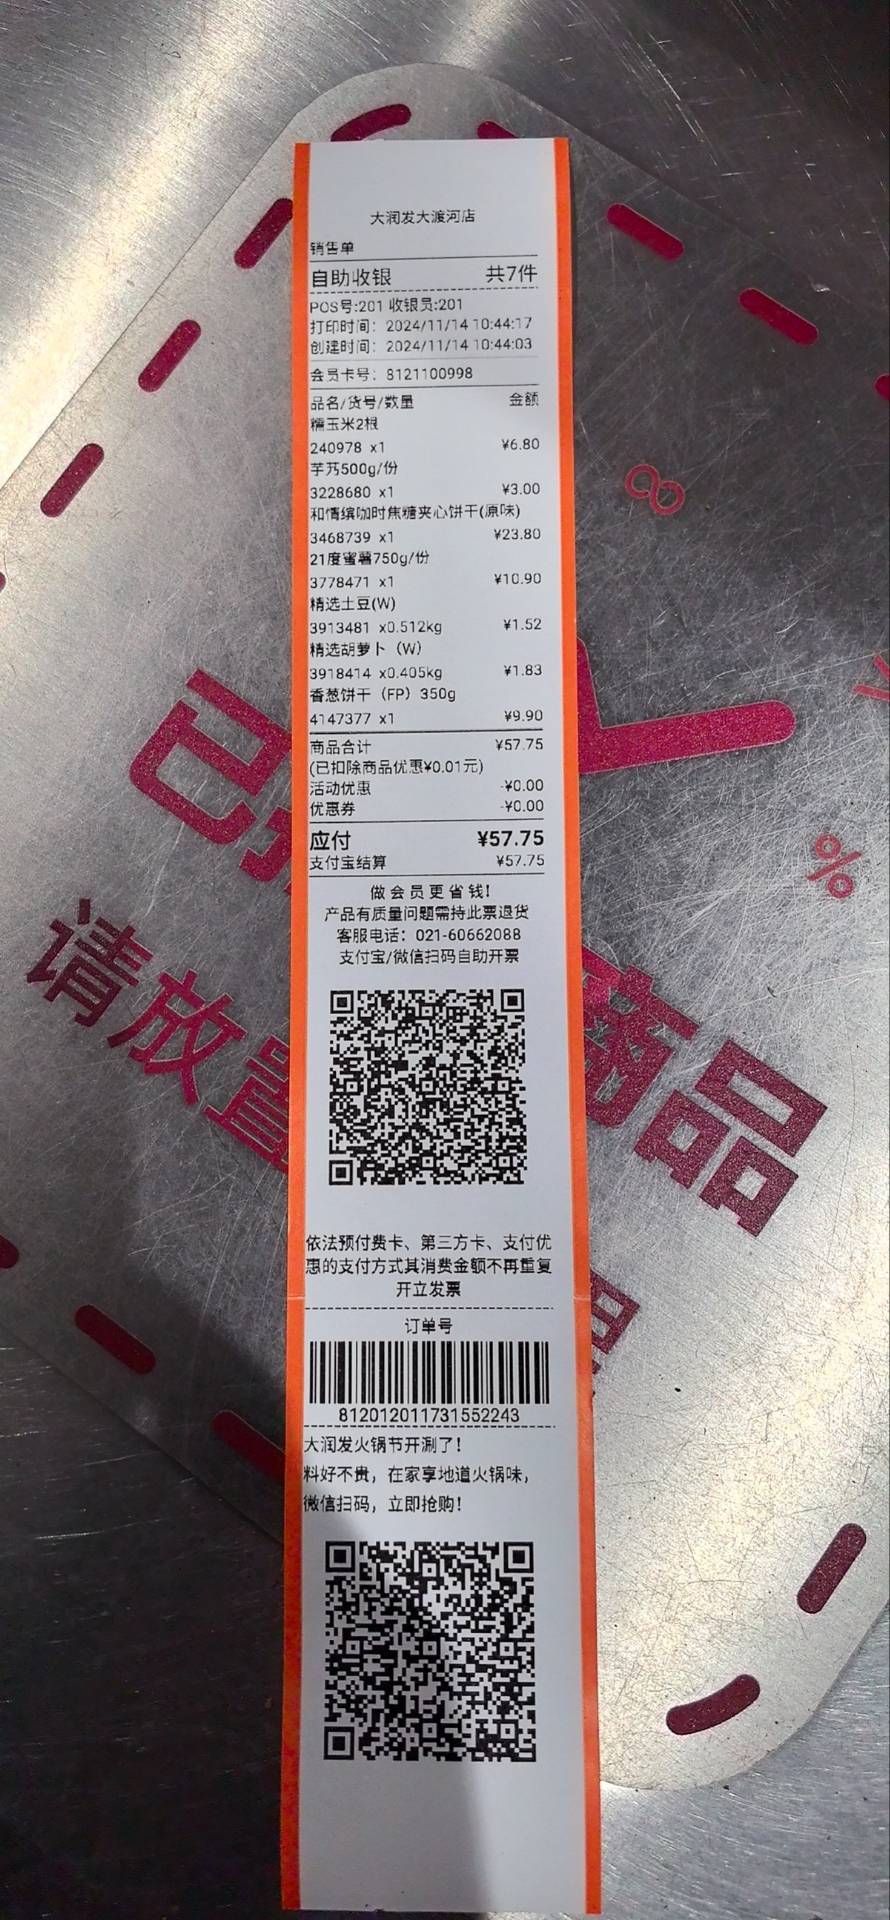 大润发大渡河店
销售单
自助收银 共7件
POS号:201 收银员:201
打印时间: 2024/11/14 10:44:17
创建时间: 2024/11/14 10:44:03
会员卡号: 8121100998
品名/货号/数量 金额
糯玉米2根
240978 x1 ¥6.80
芋艿500g/份
3228680 x1 ¥3.00
和情缤咖时焦糖夹心饼干(原味)
3468739 x1 ¥23.80
21度蜜薯750g/份
3778471 x1 ¥10.90
精选土豆(W)
3913481 x0.512kg ¥1.52
精选胡萝卜（W）
3918414 x0.405kg ¥1.83
香葱饼干（FP）350g
4147377 x1 ¥9.90
商品合计 ¥57.75
(已扣除商品优惠¥0.01元)
活动优惠 -¥0.00
优惠券 -¥0.00
应付 ¥57.75
支付宝结算 ¥57.75
做会员更省钱!
产品有质量问题需持此票退货
客服电话: 021-60662088
支付宝/微信扫码自助开票
依法预付费卡、第三方卡、支付优
惠的支付方式其消费金额不再重复
开立发票
订单号
812012011731552243
大润发火锅节开涮了!
料好不贵，在家享地道火锅味，
微信扫码，立即抢购!
已
请放置 商品
%